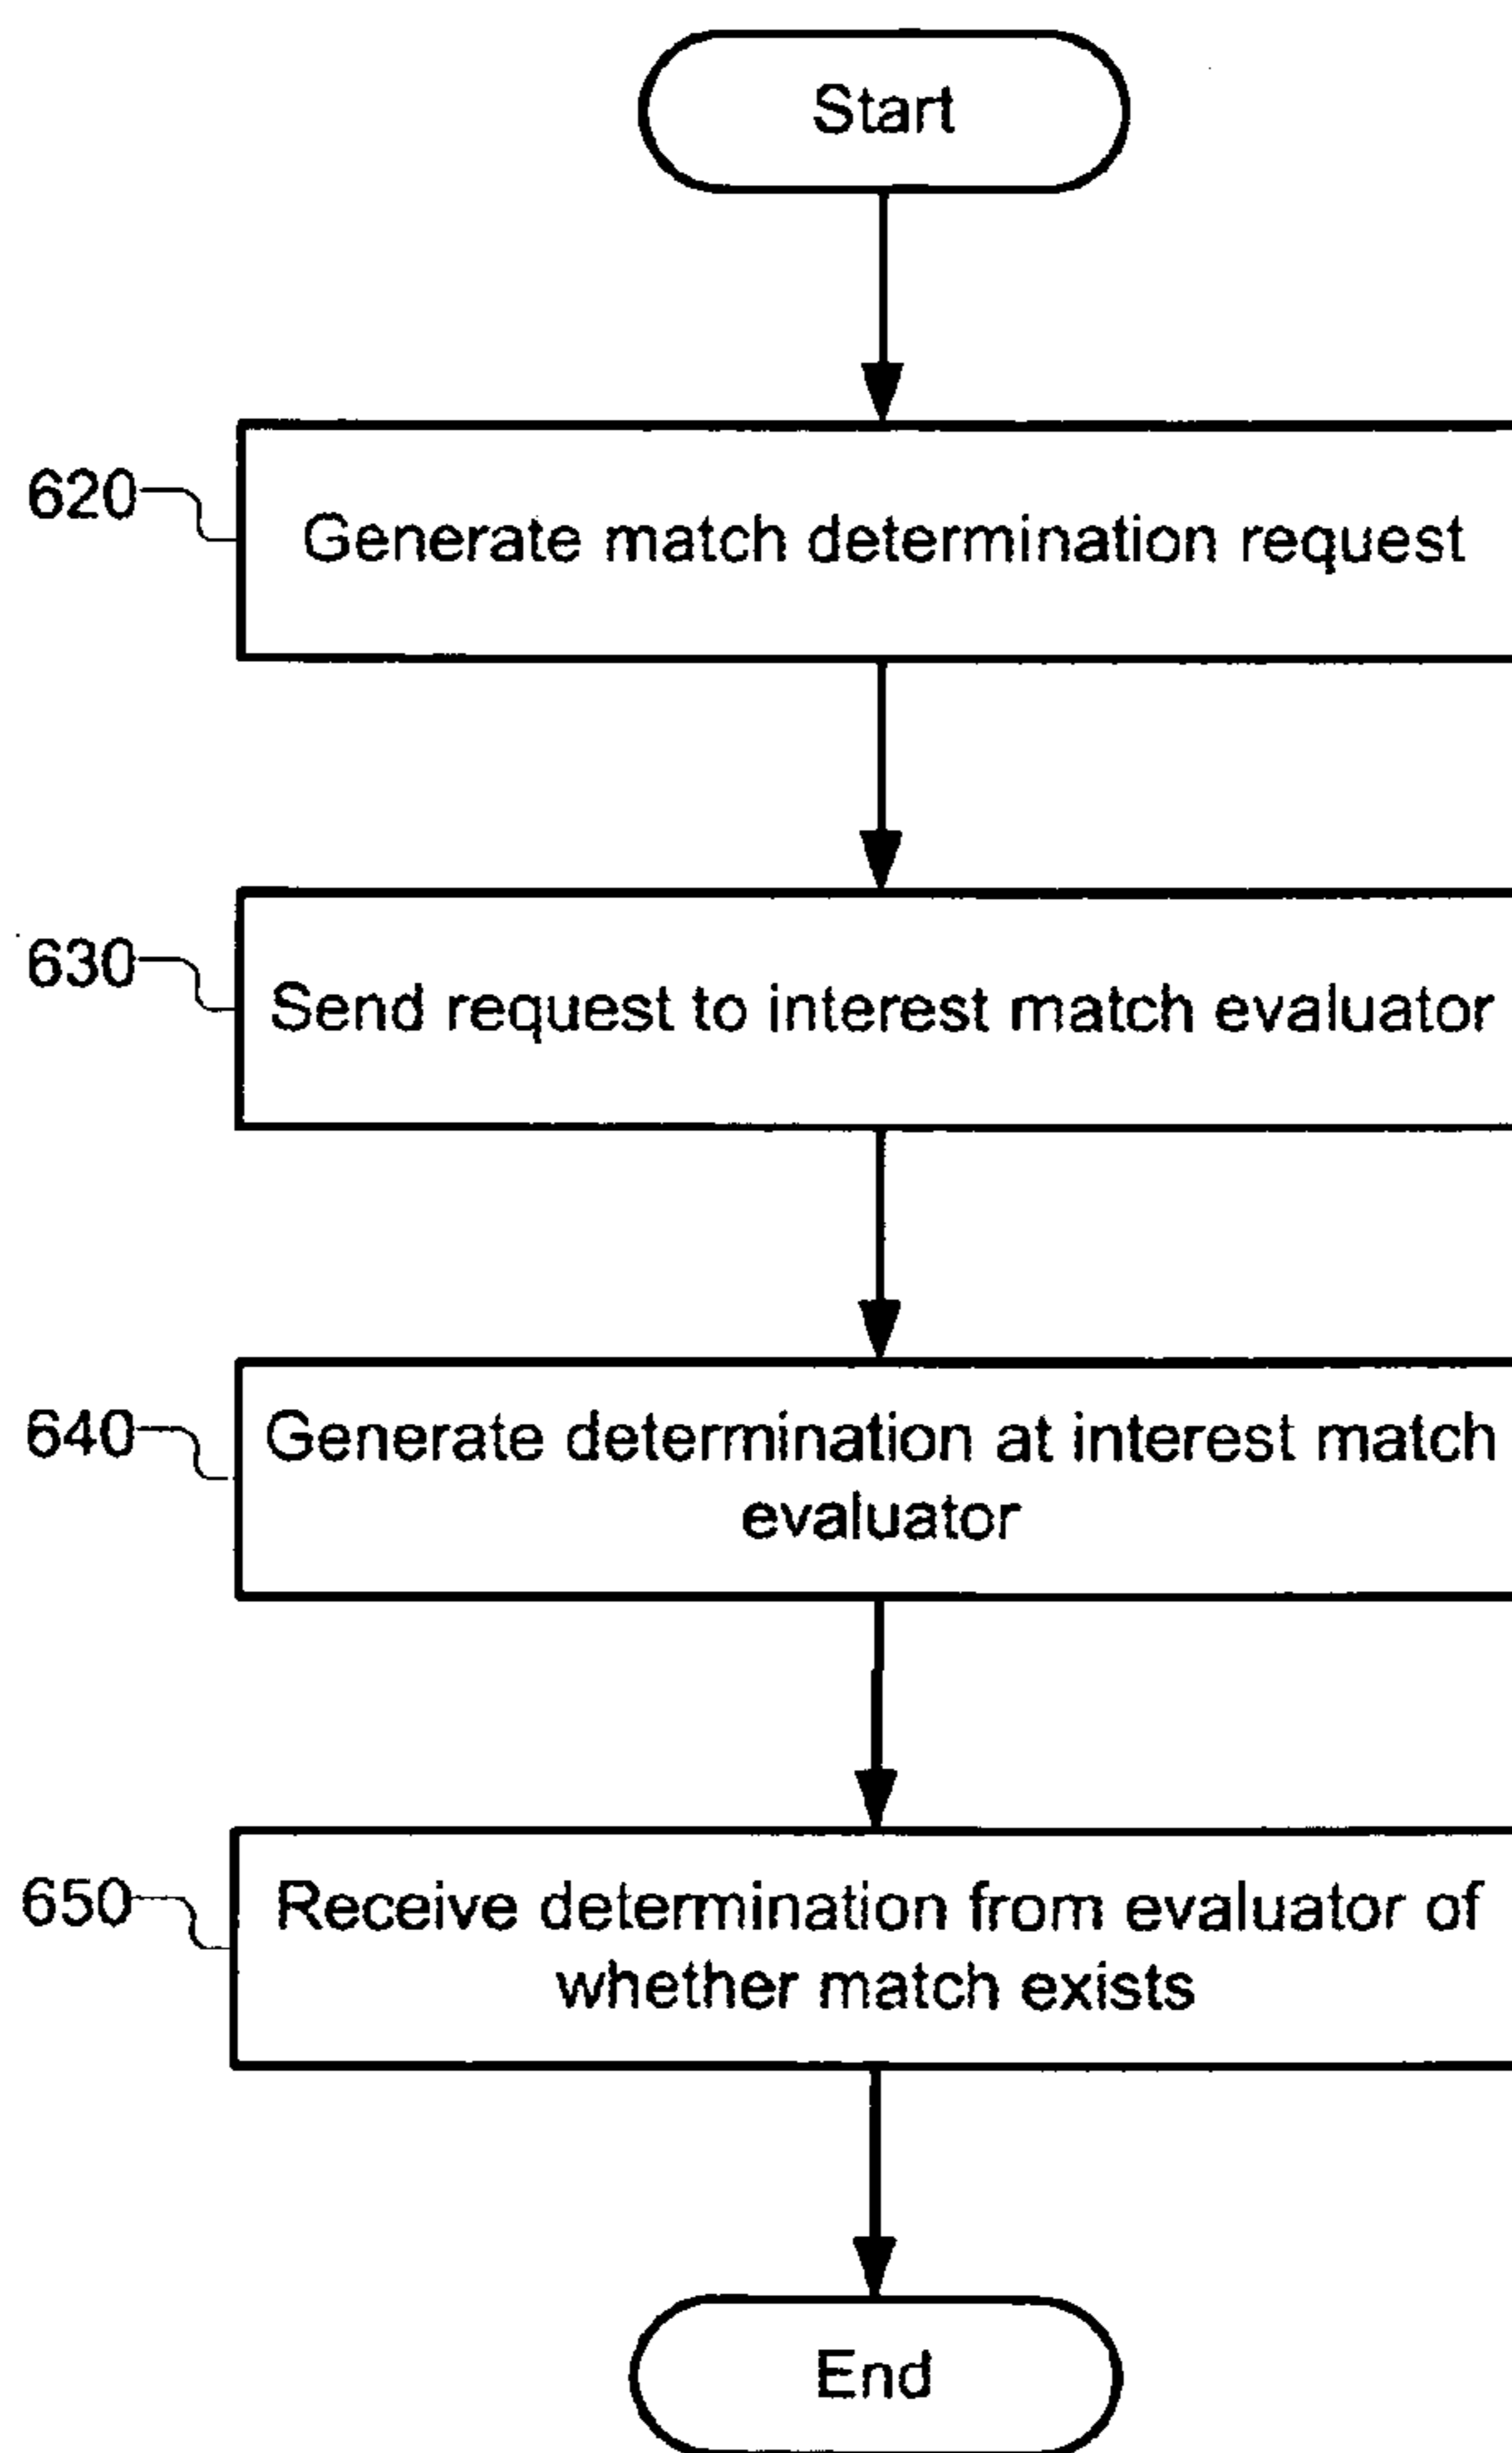 Start
620
Generate match determination request
630
Send request to interest match evaluator
640
Generate determination at interest match
evaluator
650
Receive determination from evaluator of
whether match exists
End